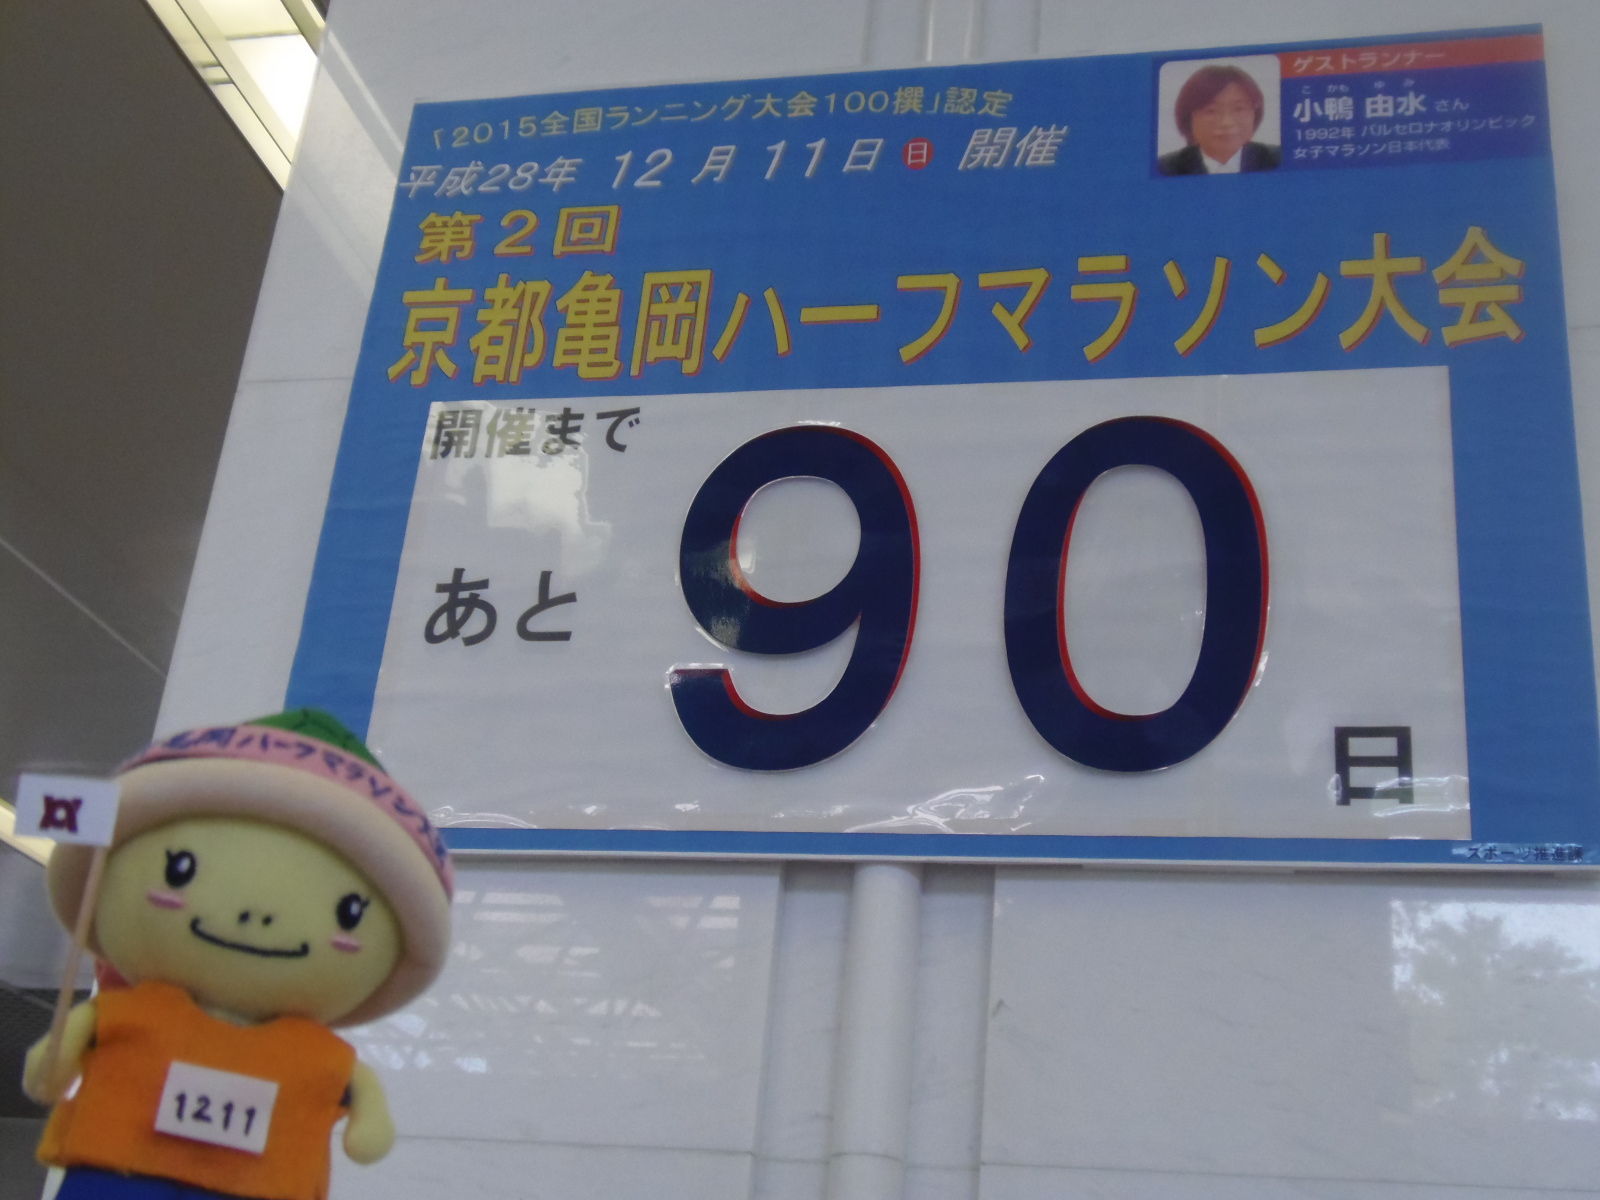 「2015全国ランニング大会100撰」認定
平成28年 12月11日 日 開催
ゲストランナー
こ かも ゆ み
小鴨 由水 さん
1992年 バルセロナオリンピック
女子マラソン日本代表
第2回
京都亀岡ハーフマラソン大会
開催まで
あと
90
日
スポーツ推進課
亀岡ハーフマラソン大
1211